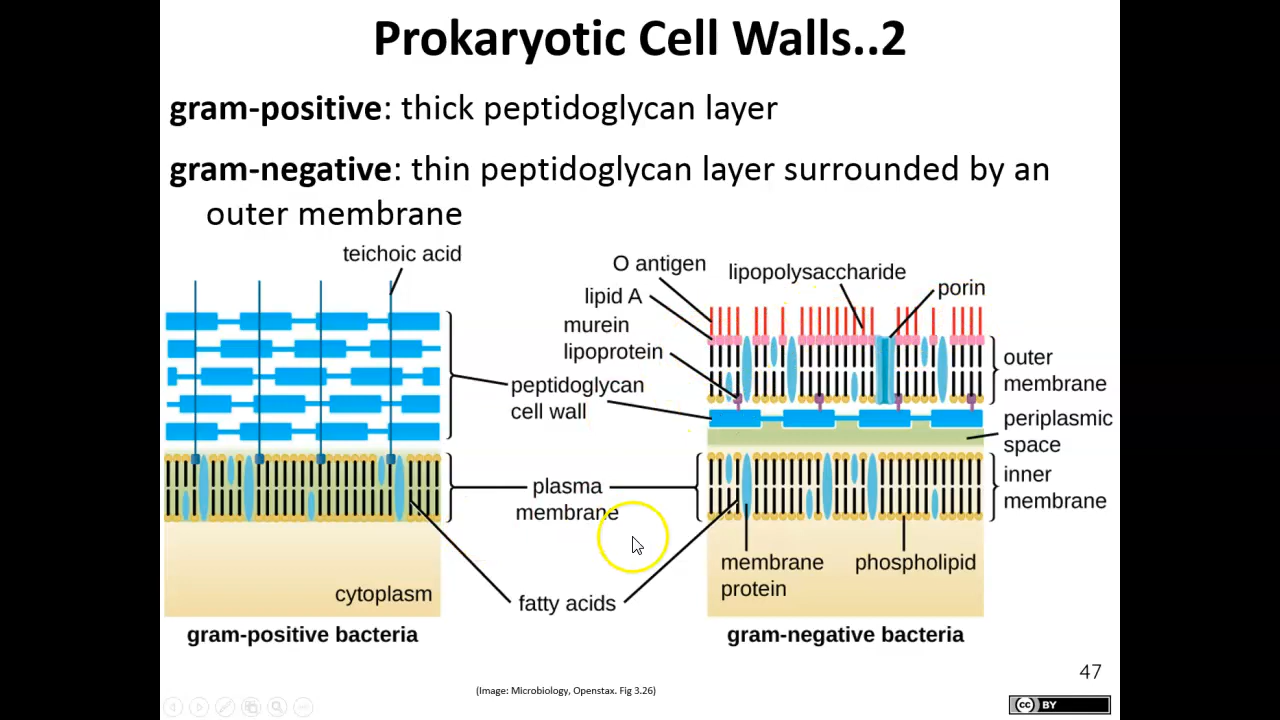 Prokaryotic Cell Walls..2
gram-positive: thick peptidoglycan layer
gram-negative: thin peptidoglycan layer surrounded by an
outer membrane
teichoic acid
O antigen
lipopolysaccharide
lipid A
porin
murein
lipoprotein
outer
membrane
peptidoglycan
cell wall
periplasmic
space
plasma
membrane
inner
membrane
membrane
protein
phospholipid
cytoplasm
fatty acids
gram-positive bacteria
gram-negative bacteria
47
(Image: Microbiology, Openstax. Fig 3.26)
cc BY